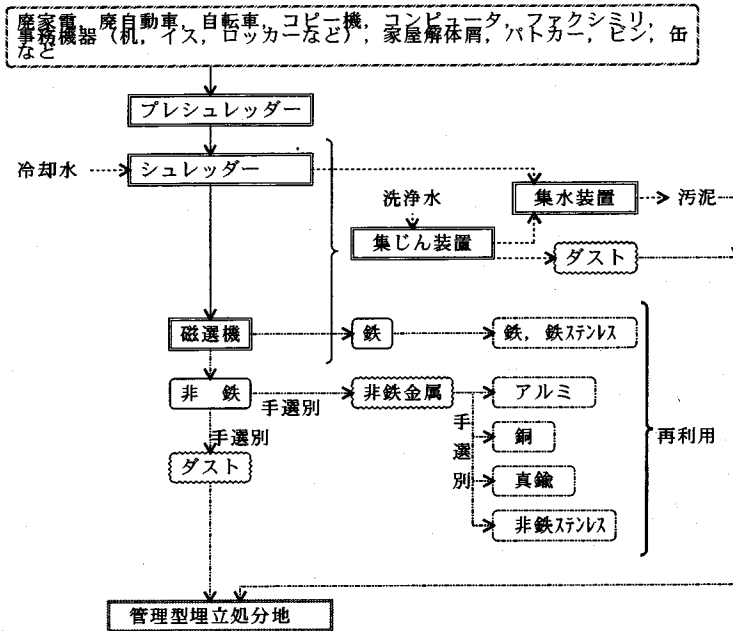 廃家電，廃自動車，自転車，コピー機，コンピュータ，ファクシミリ，
事務機器（机，イス，ロッカーなど），家屋解体屑，パトカー，ビン，缶
など
プレシュレッダー
冷却水
シュレッダー
洗浄水
集水装置
汚泥
集じん装置
ダスト
磁選機
鉄
鉄，鉄ステンレス
非 鉄
手選別
非鉄金属
アルミ
手選別
手選別
銅
再利用
ダスト
真鍮
非鉄ステンレス
管理型埋立処分地